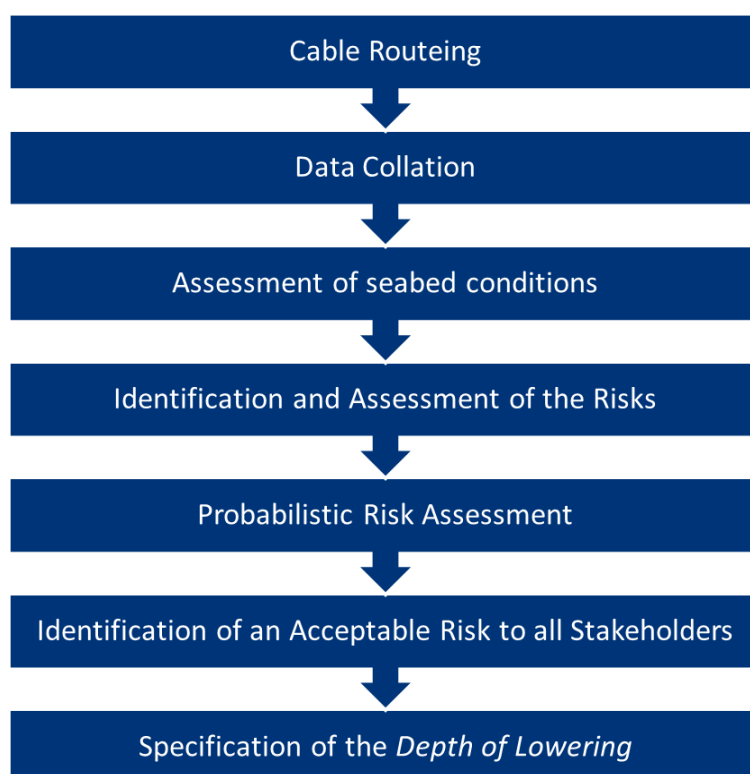 Cable Routeing
Data Collation
Assessment of seabed conditions
Identification and Assessment of the Risks
Probabilistic Risk Assessment
Identification of an Acceptable Risk to all Stakeholders
Specification of the Depth of Lowering